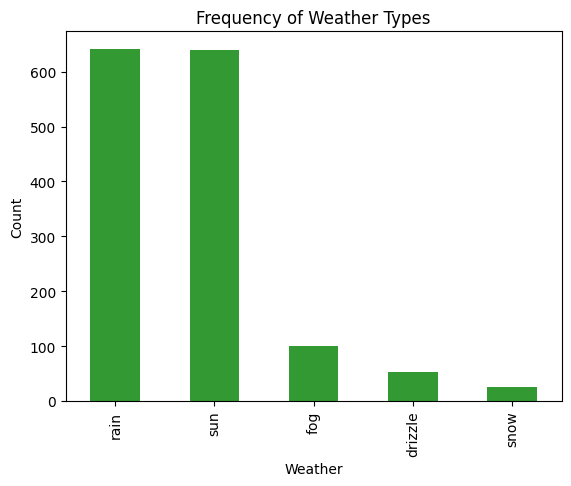 Frequency of Weather Types
Count
600
500
400
300
200
100
0
rain
sun
fog
drizzle
snow
Weather